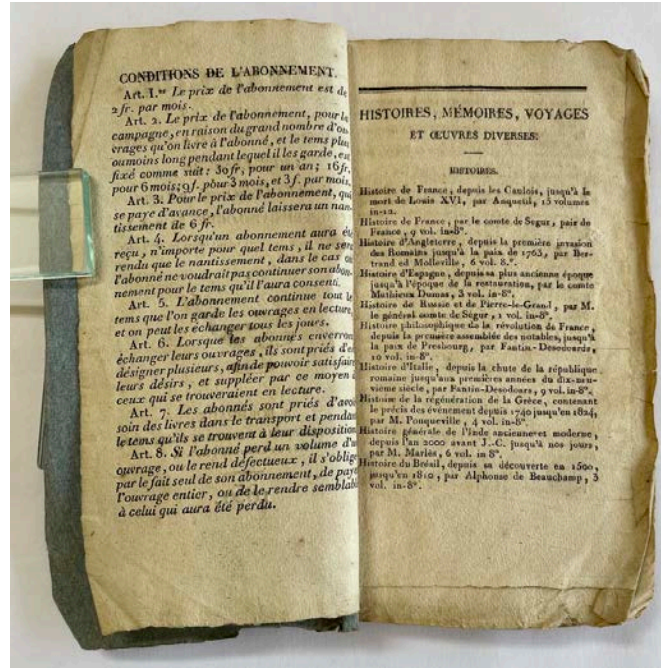 CONDITIONS DE L'ABONNEMENT.
Art. 1.er Le prix de l'abonnement est de
2 fr. par mois.
Art. 2. Le prix de l'abonnement, pour la
campagne, en raison du grand nombre d'ou-
vrages qu'on livre à l'abonné, et le tems plus
ou moins long pendant lequel il les garde, est
fixé comme suit : 30 fr, pour un an; 16 fr,
pour 6 mois; 9 f. pour 3 mois, et 3 f. par mois.
Art. 3. Pour le prix de l'abonnement, qui
se paye d'avance, l'abonné laissera un nan-
tissement de 6 fr.
Art. 4. Lorsqu'un abonnement aura été
reçu, n'importe pour quel tems, il ne sera
rendu que le nantissement, dans le cas où
l'abonné ne voudrait pas continuer son abon-
nement pour le tems qu'il l'aura consenti.
Art. 5. L'abonnement continue tout le
tems que l'on garde les ouvrages en lecture,
et on peut les échanger tous les jours.
Art. 6. Lorsque les abonnés enverront
échanger leurs ouvrages, ils sont priés d'en
désigner plusieurs, afin de pouvoir satisfaire
leurs désirs, et suppléer par ce moyen à
ceux qui se trouveraient en lecture.
Art. 7. Les abonnés sont priés d'avoir
soin des livres dans le transport et pendant
le tems qu'ils se trouvent à leur disposition.
Art. 8. Si l'abonné perd un volume d'un
ouvrage, ou le rend défectueux, il s'oblige
par le fait seul de son abonnement, de payer
l'ouvrage entier, ou de le rendre semblable
à celui qui aura été perdu.
HISTOIRES, MÉMOIRES, VOYAGES
ET ŒUVRES DIVERSES.
HISTOIRES.
Histoire de France, depuis les Gaulois, jusqu'à la
mort de Louis XVI, par Anquetil, 15 volumes
in-12.
Histoire de France, par le comte de Segur, pair de
France, 9 vol. in-8°.
Histoire d'Angleterre, depuis la première invasion
des Romains jusqu'à la paix de 1763, par Ber-
trand ed Molleville, 6 vol. 8.°.
Histoire d'Espagne, depuis sa plus ancienne époque
jusqu'à l'époque de la restauration, par le comte
Mathieux Dumas, 3 vol. in-8°.
Histoire de Russie et de Pierre-le-Grand, par M.
le général comte de Ségur, 1 vol. in-8°.
Histoire philosophique de la révolution de France,
depuis la première assemblée des notables, jusqu'à
la paix de Presbourg, par Fantin-Desodoards,
10 vol. in-8°.
Histoire d'Italie, depuis la chute de la république
romaine jusqu'aux premières années du dix-neu-
vième siècle, par Fantin-Desodoars, 9 vol. in-8°.
Histoire de la régénération de la Grèce, contenant
le précis des événement depuis 1740 jusqu'en 1824,
par M. Pouqueville, 4 vol. in-8°.
Histoire générale de l'Inde ancienne et moderne,
depuis l'an 2000 avant J.-C. jusqu'à nos jours,
par M. Marlès, 6 vol. in 8°.
Histoire du Brésil, depuis sa découverte en 1500,
jusqu'en 1810, par Alphonse de Beauchamp, 3
vol. in-8°.